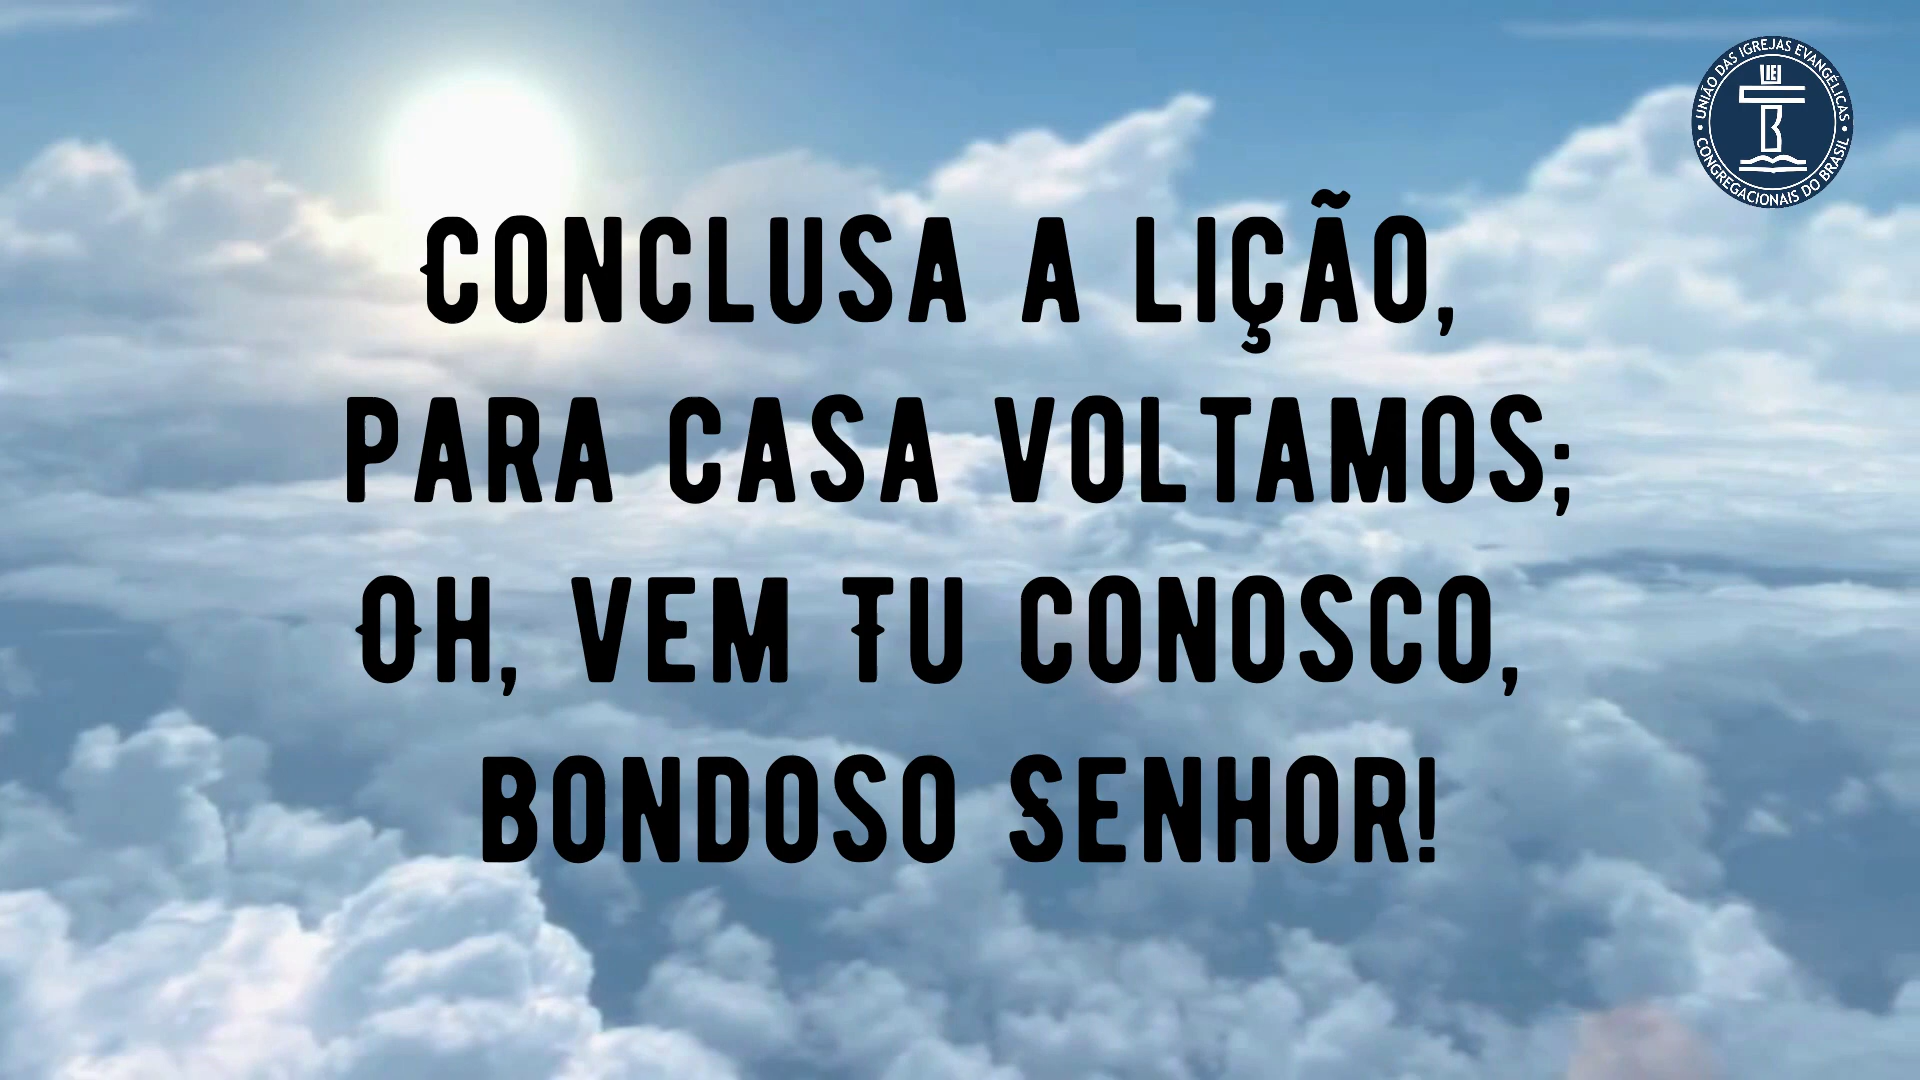 Conclusa a lição,
para casa voltamos;
Oh, vem Tu conosco,
bondoso Senhor!
UNIÃO DAS IGREJAS EVANGÉLICAS
CONGREGACIONAIS DO BRASIL